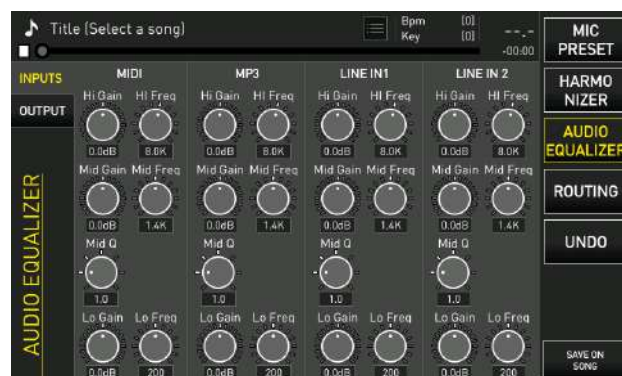 Title (Select a song)
Bpm [0]
Key [0]
--.-
-00:00
MIC
PRESET
HARMO
NIZER
AUDIO
EQUALIZER
ROUTING
UNDO
SAVE ON
SONG
INPUTS
OUTPUT
AUDIO EQUALIZER
MIDI MP3 LINE IN1 LINE IN 2
Hi Gain HI Freq Hi Gain HI Freq Hi Gain HI Freq Hi Gain HI Freq
0.0dB 8.0K 0.0dB 8.0K 0.0dB 8.0K 0.0dB 8.0K
Mid Gain Mid Freq Mid Gain Mid Freq Mid Gain Mid Freq Mid Gain Mid Freq
0.0dB 1.4K 0.0dB 1.4K 0.0dB 1.4K 0.0dB 1.4K
Mid Q Mid Q Mid Q Mid Q
1.0 1.0 1.0 1.0
Lo Gain Lo Freq Lo Gain Lo Freq Lo Gain Lo Freq Lo Gain Lo Freq
0.0dB 200 0.0dB 200 0.0dB 200 0.0dB 200